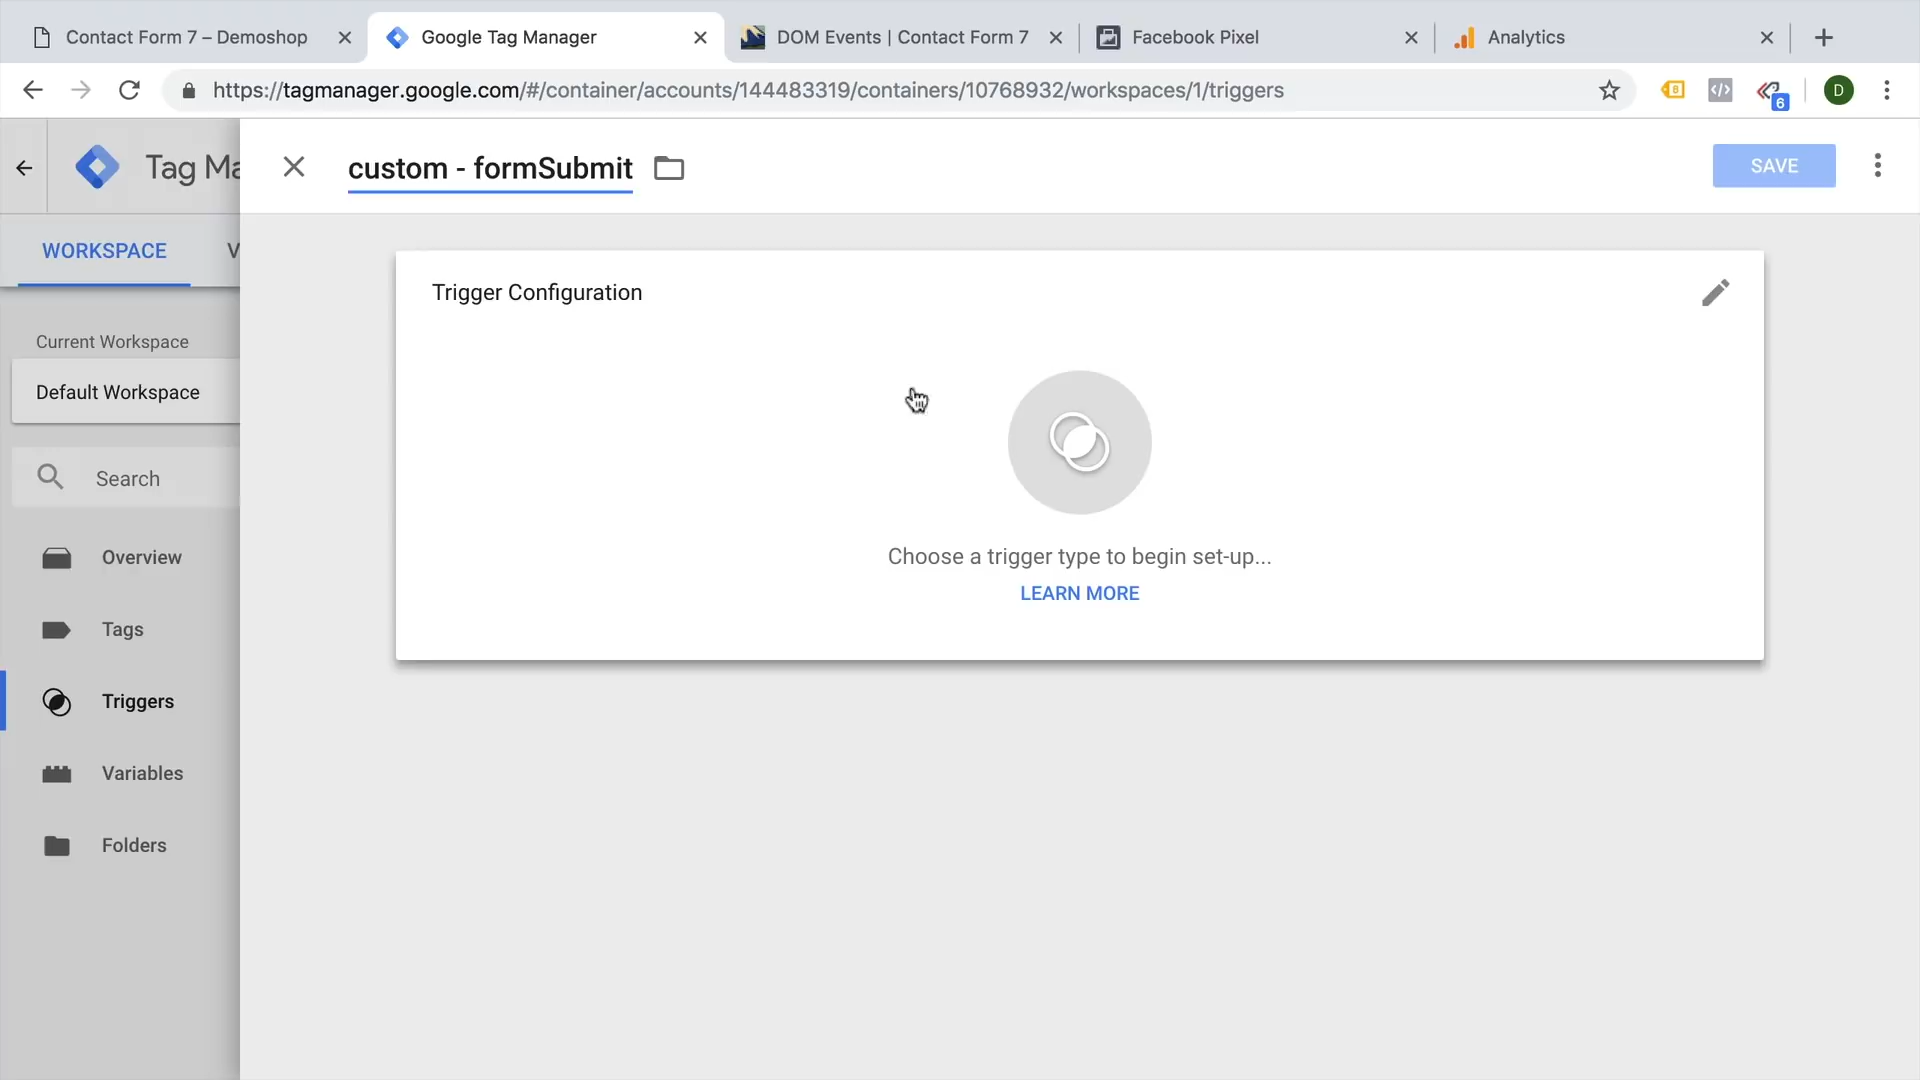 Contact Form 7 – Demoshop
Google Tag Manager
DOM Events | Contact Form 7
Facebook Pixel
Analytics
https://tagmanager.google.com/#/container/accounts/144483319/containers/10768932/workspaces/1/triggers
6
D
Tag Ma
custom - formSubmit
SAVE
WORKSPACE
V
Trigger Configuration
Current Workspace
Default Workspace
Search
Choose a trigger type to begin set-up...
LEARN MORE
Overview
Tags
Triggers
Variables
Folders